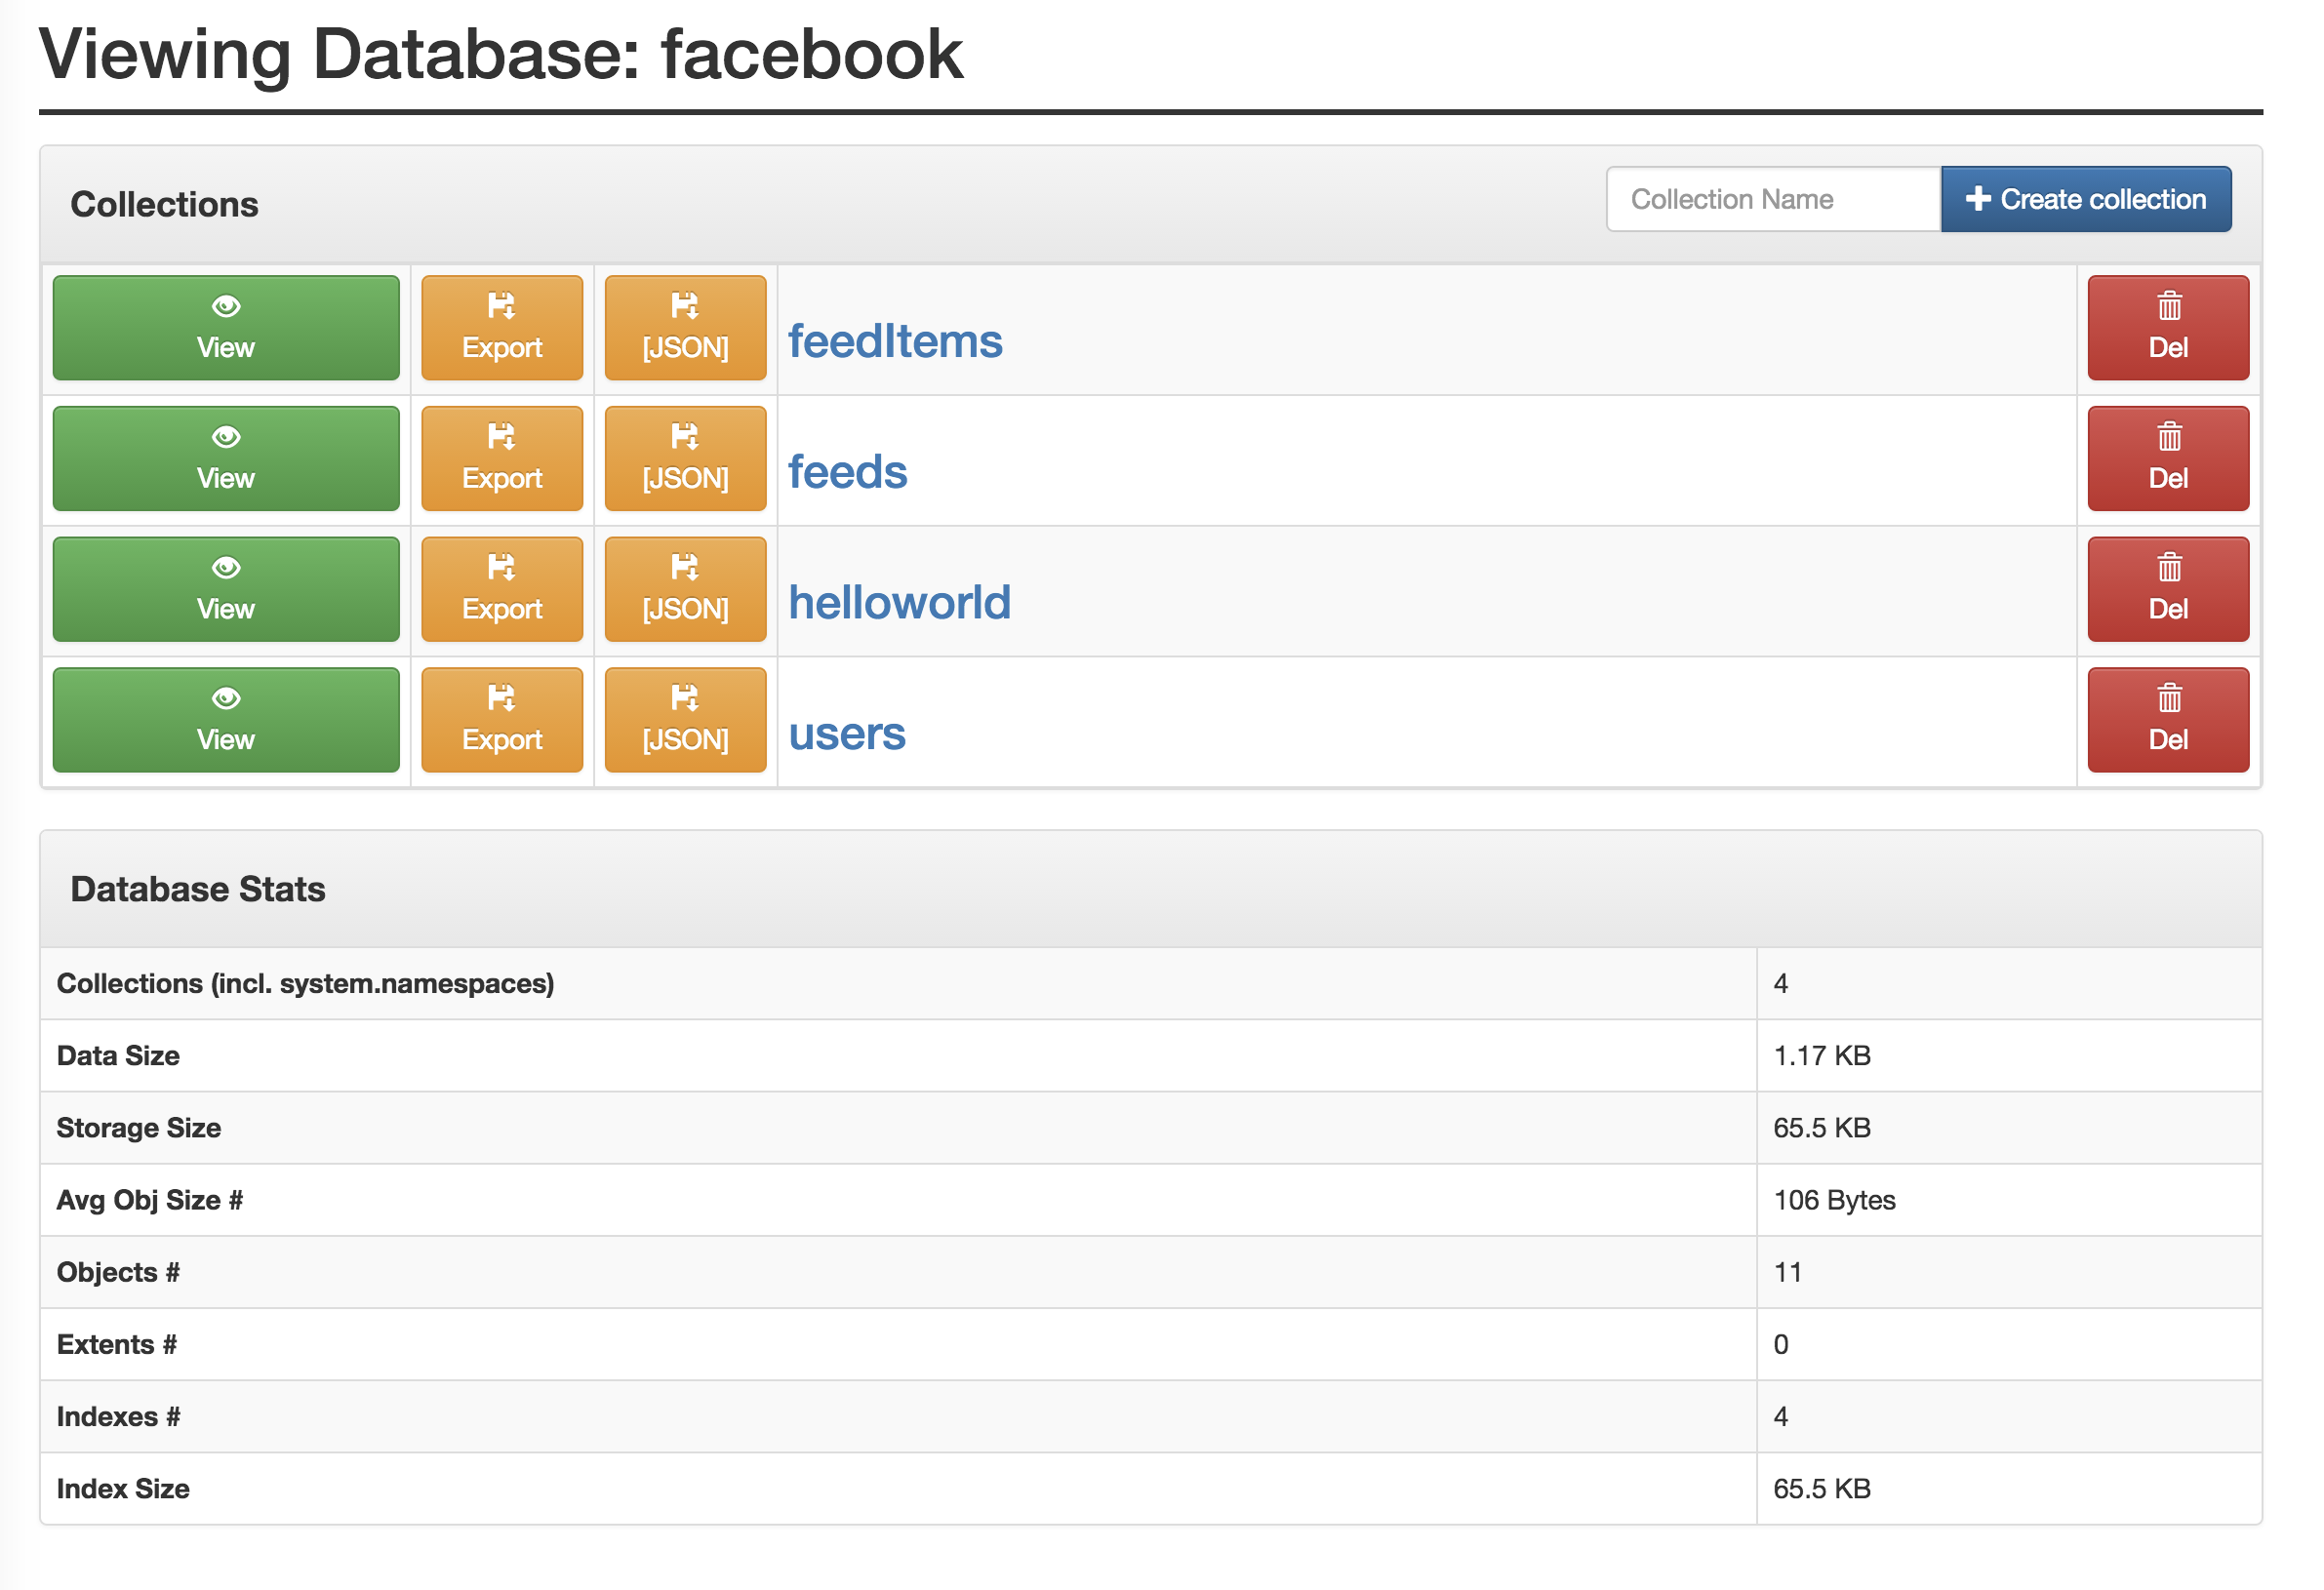 Viewing Database: facebook
Collections
Collection Name
Create collection
View
Export
[JSON]
feedItems
Del
View
Export
[JSON]
feeds
Del
View
Export
[JSON]
helloworld
Del
View
Export
[JSON]
users
Del
Database Stats
Collections (incl. system.namespaces) 4
Data Size 1.17 KB
Storage Size 65.5 KB
Avg Obj Size # 106 Bytes
Objects # 11
Extents # 0
Indexes # 4
Index Size 65.5 KB